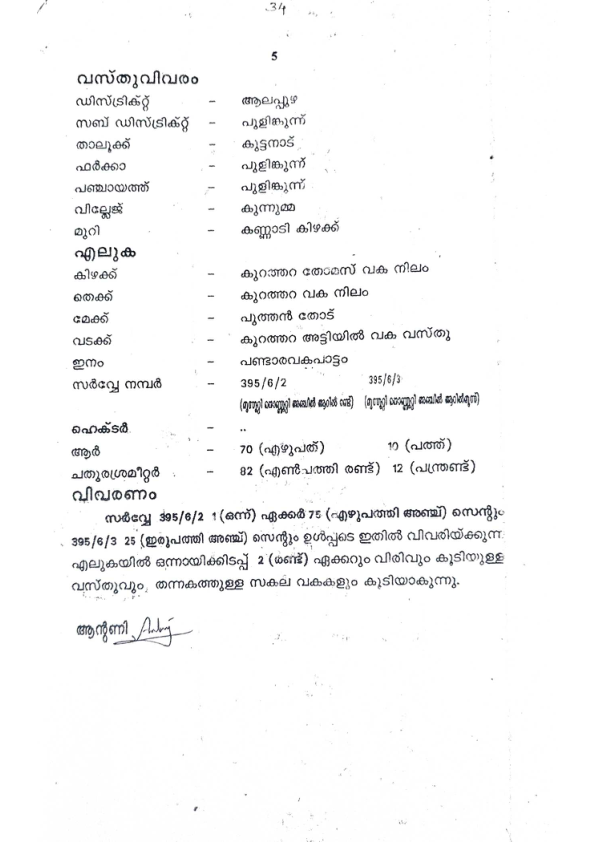 34
5
വസ്തുവിവരം
ഡിസ്ട്രിക്റ്റ് – ആലപ്പുഴ
സബ് ഡിസ്ട്രിക്റ്റ് – പുളിങ്കുന്ന്
താലൂക്ക് – കുട്ടനാട്
ഫർക്കാ – പുളിങ്കുന്ന്
പഞ്ചായത്ത് – പുളിങ്കുന്ന്
വില്ലേജ് – കുന്നുമ്മ
മുറി – കണ്ണാടി കിഴക്ക്
എലുക
കിഴക്ക് – കുറത്തറ തോമസ് വക നിലം
തെക്ക് – കുറത്തറ വക നിലം
മേക്ക് – പുത്തൻ തോട്
വടക്ക് – കുറത്തറ അട്ടിയിൽ വക വസ്തു
ഇനം – പണ്ടാരവകപാട്ടം
സർവ്വേ നമ്പർ – 395/6/2 395/6/3
(മുന്നൂറ്റി തൊണ്ണൂറ്റി അഞ്ചിൽ ആറിൽ രണ്ട്) (മുന്നൂറ്റി തൊണ്ണൂറ്റി അഞ്ചിൽ ആറിൽമൂന്ന്)
ഹെക്ടർ – ..
ആർ – 70 (എഴുപത്) 10 (പത്ത്)
ചതുരശ്രമീറ്റർ – 82 (എൺപത്തി രണ്ട്) 12 (പന്ത്രണ്ട്)
വിവരണം
സർവ്വേ 395/6/2 1 (ഒന്ന്) ഏക്കർ 75 (എഴുപത്തി അഞ്ച്) സെന്റും
395/6/3 25 (ഇരുപത്തി അഞ്ച്) സെന്റും ഉൾപ്പടെ ഇതിൽ വിവരിയ്ക്കുന്ന
എലുകയിൽ ഒന്നായിക്കിടപ്പ് 2 (രണ്ട്) ഏക്കറും വിരിവും കൂടിയുള്ള
വസ്തുവും, തന്നകത്തുള്ള സകല വകകളും കൂടിയാകുന്നു.
ആന്റണി